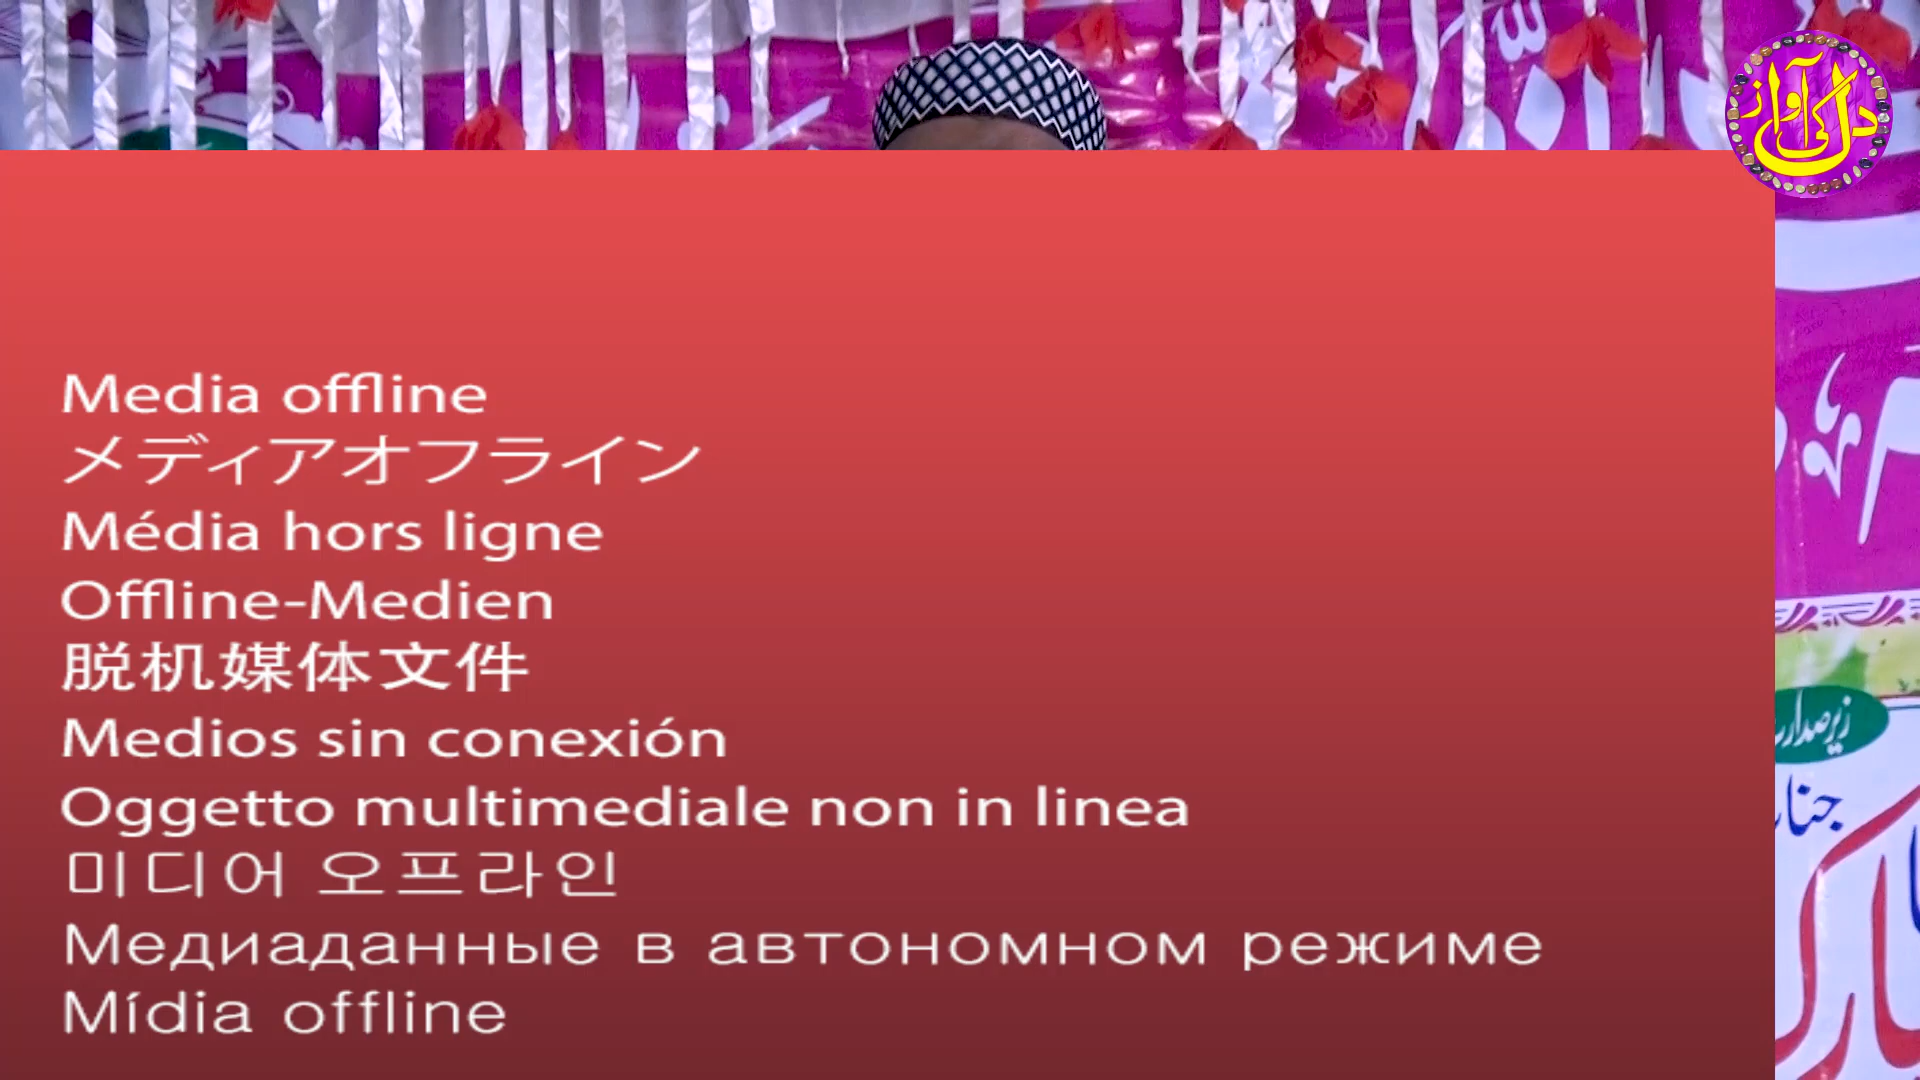 دل کی آواز
Media offline
メディアオフライン
Média hors ligne
Offline-Medien
脱机媒体文件
Medios sin conexión
Oggetto multimediale non in linea
미디어 오프라인
Медиаданные в автономном режиме
Mídia offline